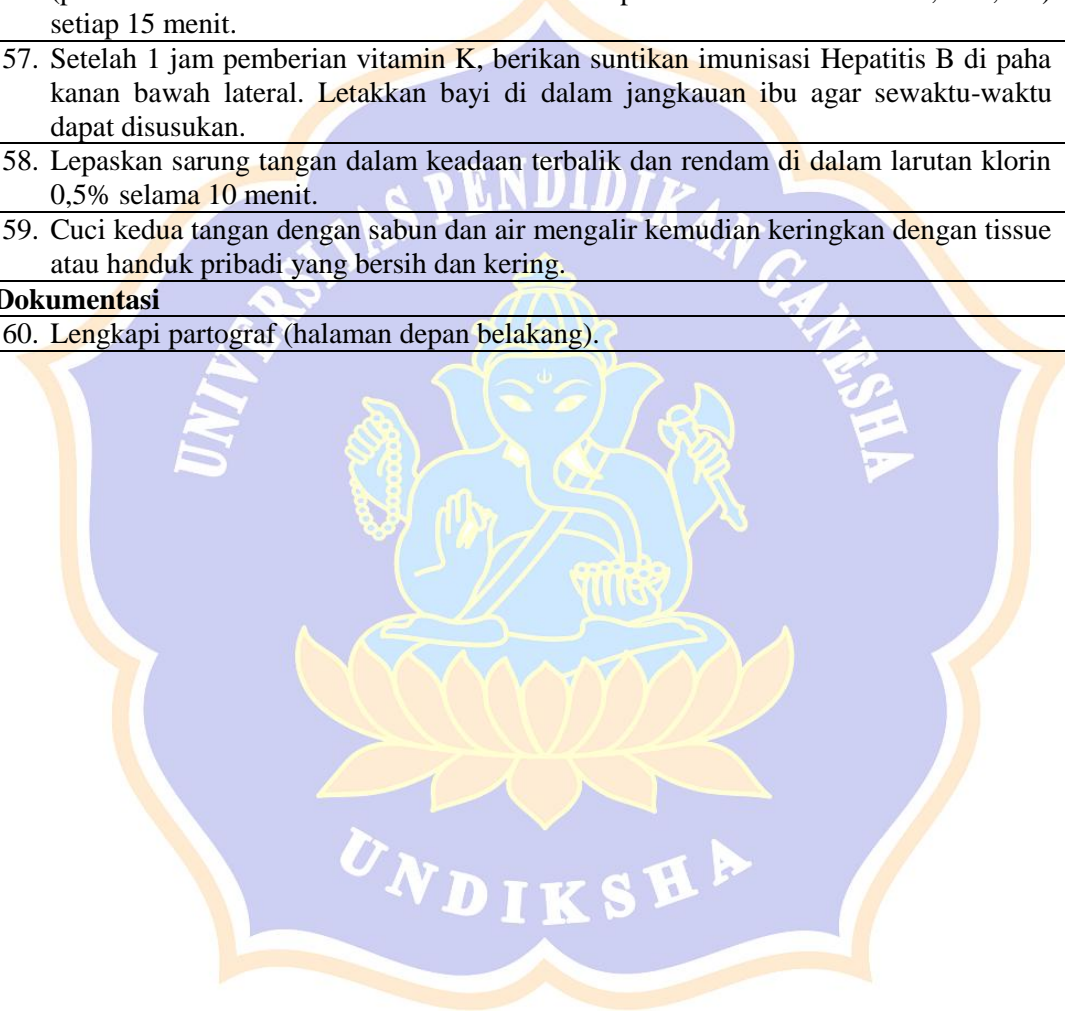 setiap 15 menit.
57. Setelah 1 jam pemberian vitamin K, berikan suntikan imunisasi Hepatitis B di paha
kanan bawah lateral. Letakkan bayi di dalam jangkauan ibu agar sewaktu-waktu
dapat disusukan.
58. Lepaskan sarung tangan dalam keadaan terbalik dan rendam di dalam larutan klorin
0,5% selama 10 menit.
59. Cuci kedua tangan dengan sabun dan air mengalir kemudian keringkan dengan tissue
atau handuk pribadi yang bersih dan kering.
Dokumentasi
60. Lengkapi partograf (halaman depan belakang).
UNIVERSITAS PENDIDIKAN GANESHA
UNDIKSHA